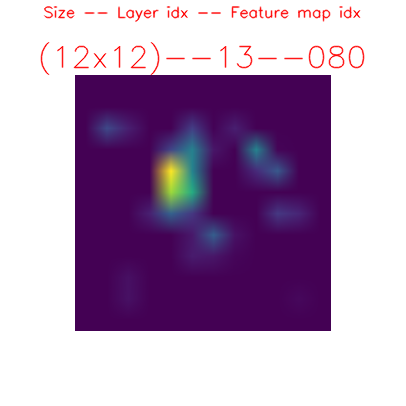 Size -- Layer idx -- Feature map idx
(12x12)--13--080